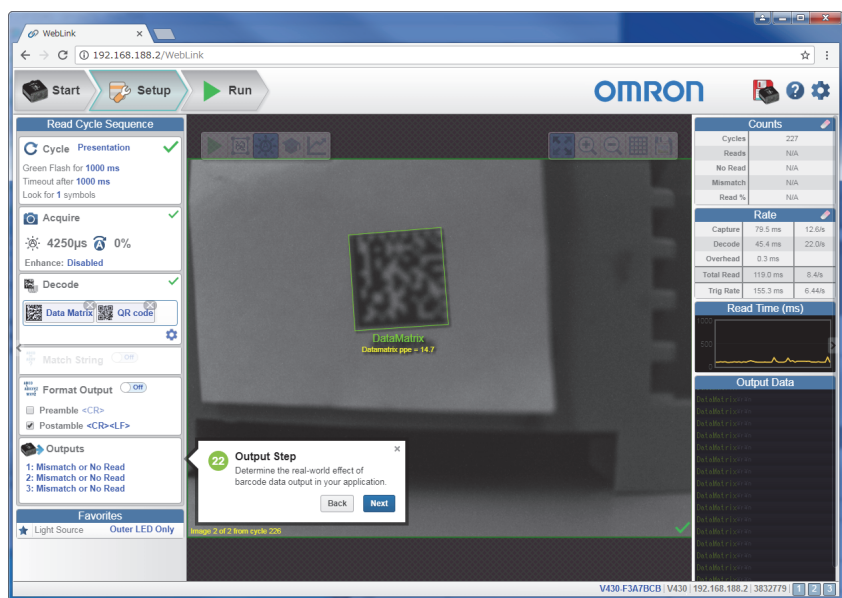 WebLink
192.168.188.2/WebLink
Start
Setup
Run
OMRON
Read Cycle Sequence
Cycle Presentation
Green Flash for 1000 ms
Timeout after 1000 ms
Look for 1 symbols
Acquire
4250µs 0%
Enhance: Disabled
Decode
Data Matrix QR code
Match String Off
Format Output Off
Preamble <CR>
Postamble <CR><LF>
Outputs
1: Mismatch or No Read
2: Mismatch or No Read
3: Mismatch or No Read
Favorites
Light Source Outer LED Only
DataMatrix
Datamatrix ppe = 14.7
22 Output Step
Determine the real-world effect of
barcode data output in your application.
Back Next
Image 2 of 2 from cycle 226
Counts
Cycles 227
Reads N/A
No Read N/A
Mismatch N/A
Read % N/A
Rate
Capture 79.5 ms 12.6/s
Decode 45.4 ms 22.0/s
Overhead 0.3 ms
Total Read 119.0 ms 8.4/s
Trig Rate 155.3 ms 6.44/s
Read Time (ms)
1000
500
0
Output Data
V430-F3A7BCB V430 192.168.188.2 3832779 1 2 3